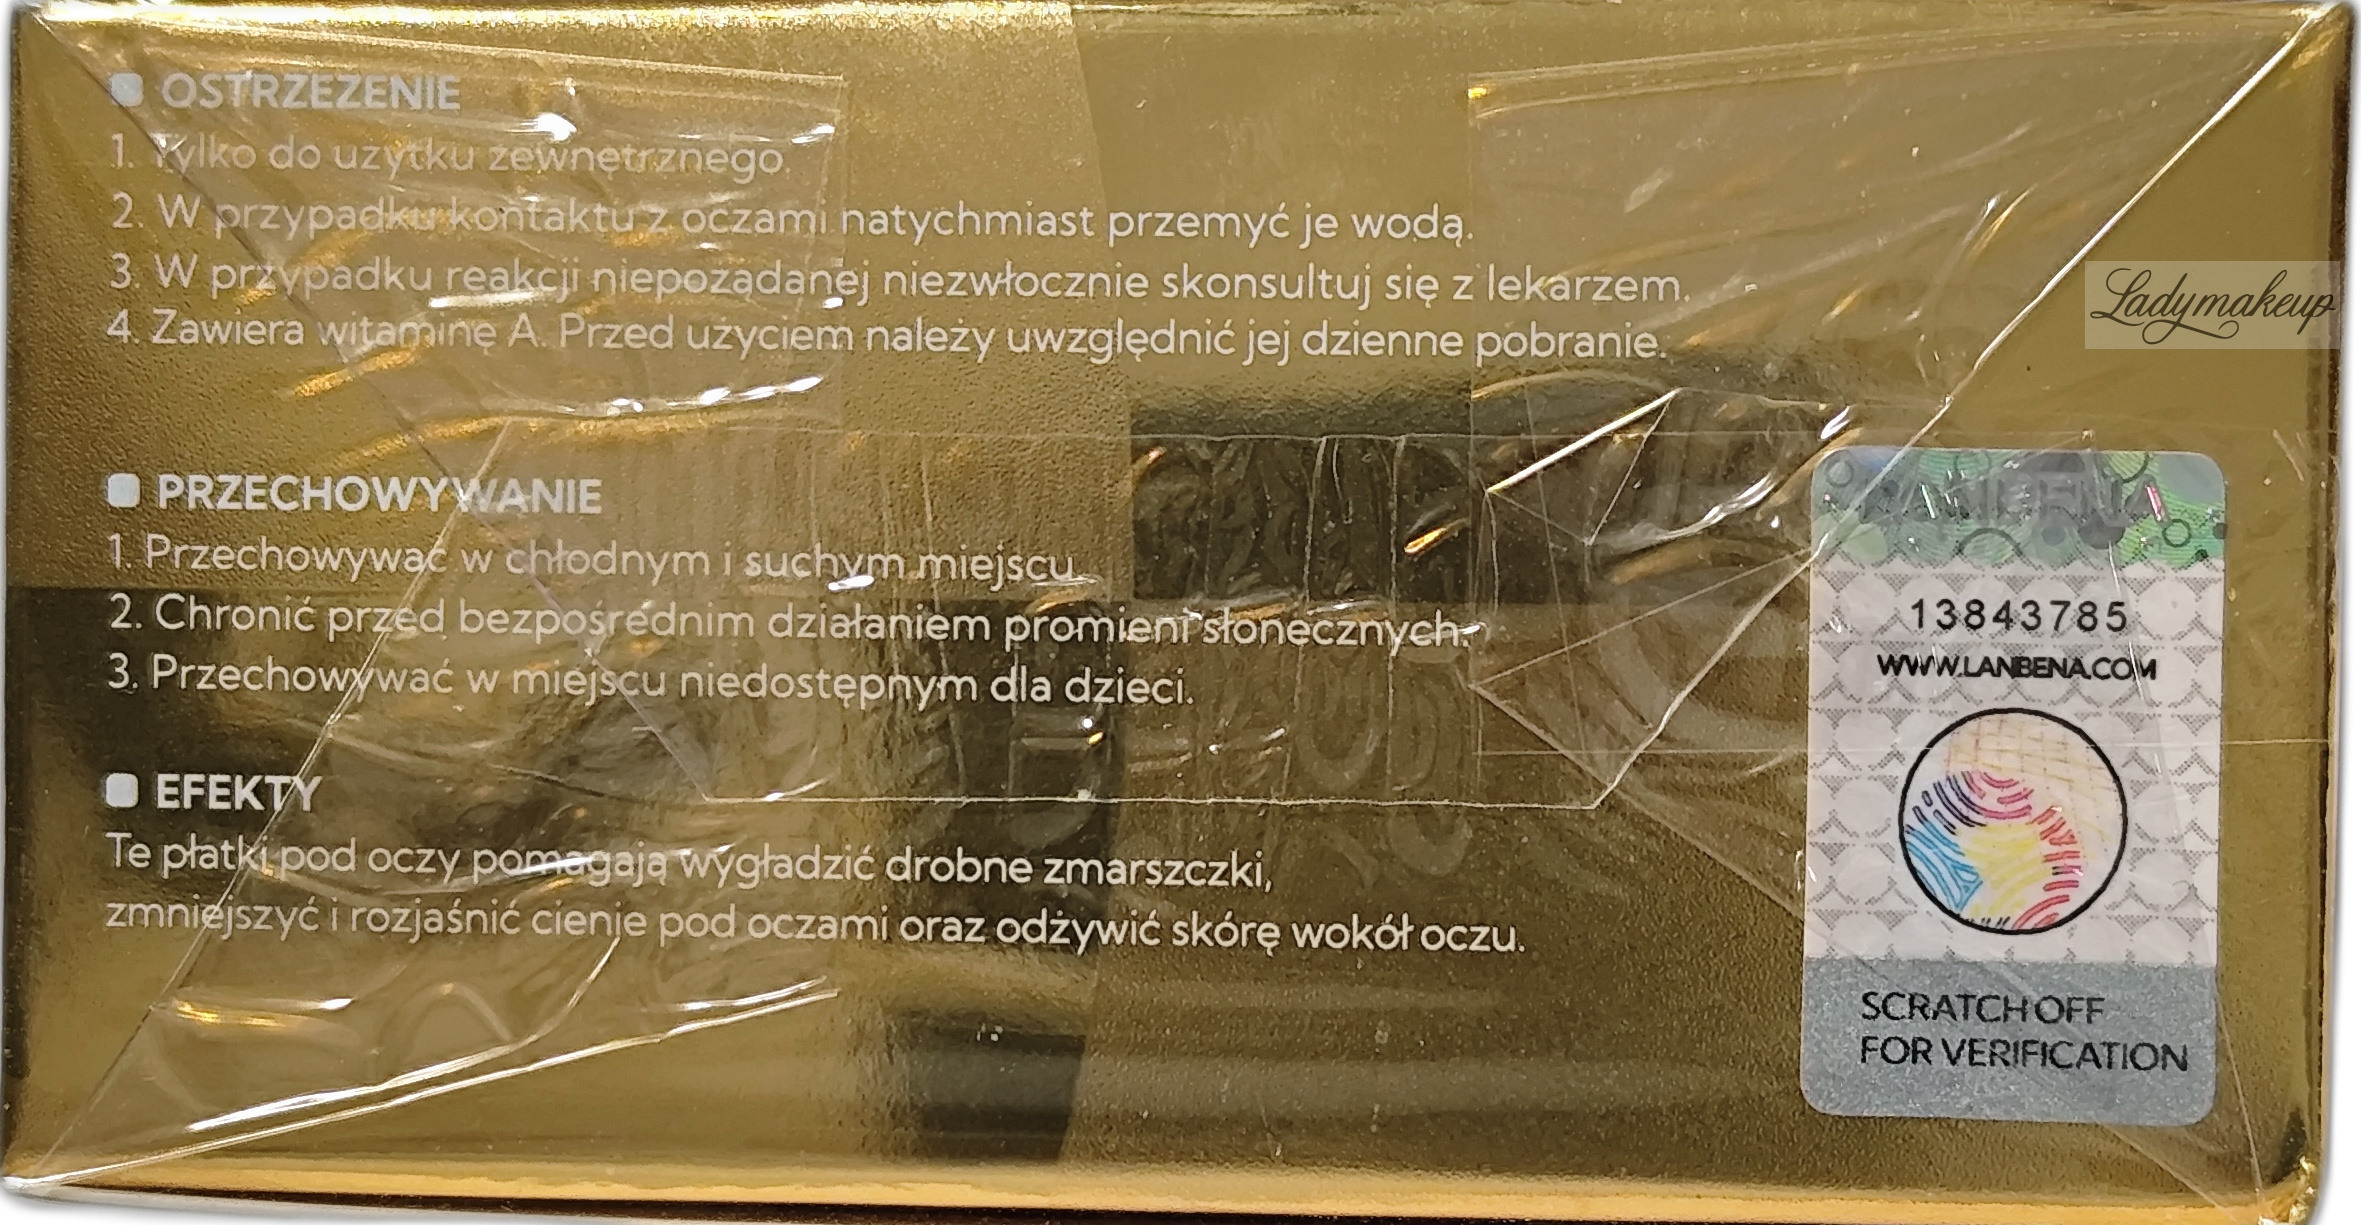 OSTRZEŻENIE
1. Tylko do użytku zewnętrznego.
2. W przypadku kontaktu z oczami natychmiast przemyć je wodą.
3. W przypadku reakcji niepożądanej niezwłocznie skonsultuj się z lekarzem.
4. Zawiera witaminę A. Przed użyciem należy uwzględnić jej dzienne pobranie.
PRZECHOWYWANIE
1. Przechowywać w chłodnym i suchym miejscu.
2. Chronić przed bezpośrednim działaniem promieni słonecznych.
3. Przechowywać w miejscu niedostępnym dla dzieci.
EFEKTY
Te płatki pod oczy pomagają wygładzić drobne zmarszczki,
zmniejszyć i rozjaśnić cienie pod oczami oraz odżywić skórę wokół oczu.
Ladymakeup
LANBENA
13843785
WWW.LANBENA.COM
SCRATCH OFF
FOR VERIFICATION